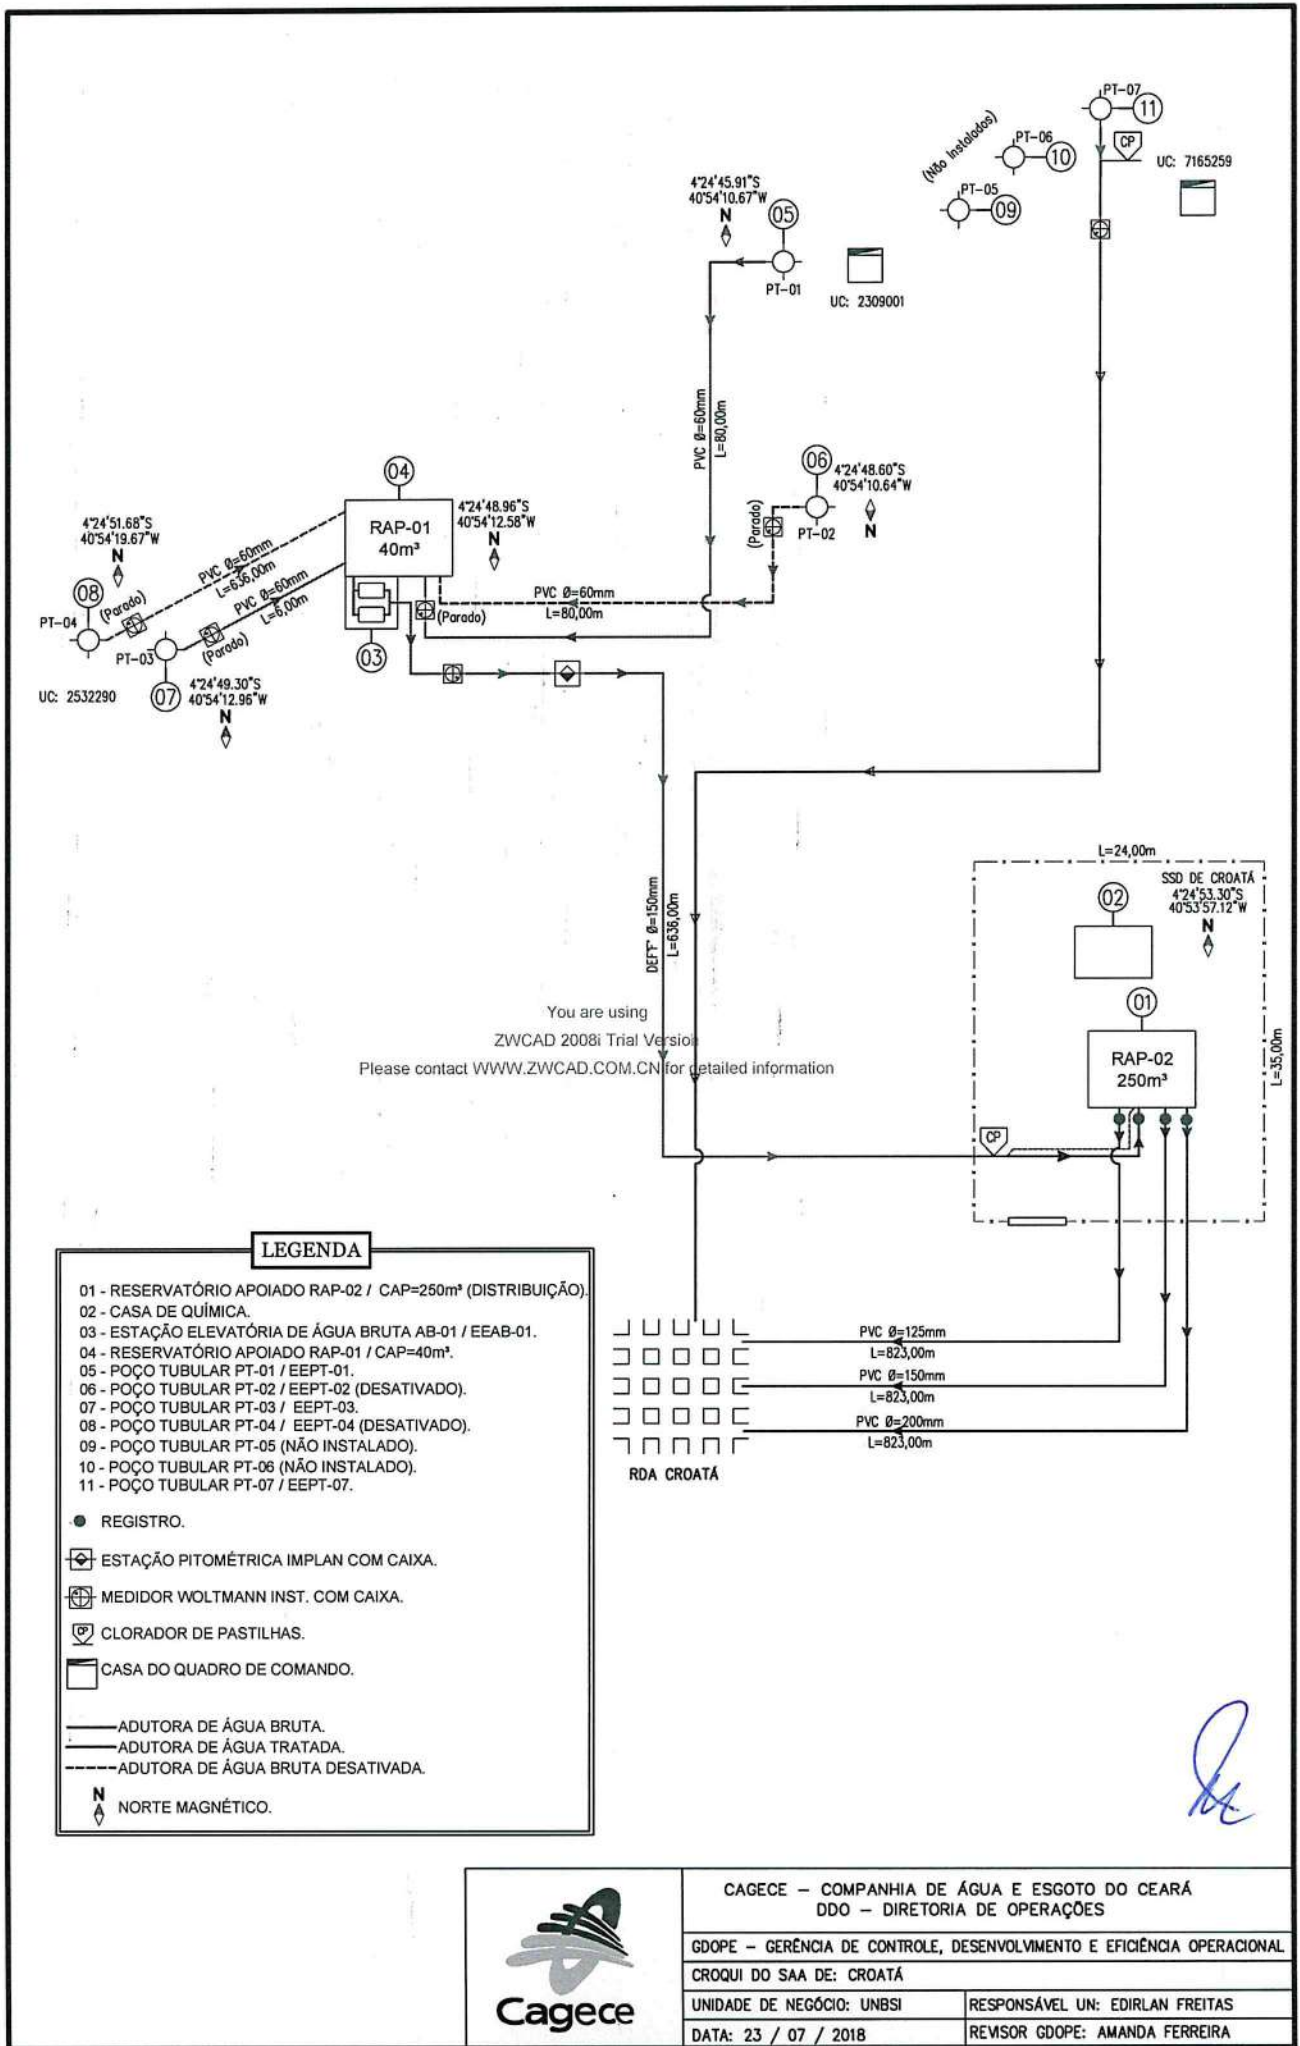 PT-07
11
PT-06
10
(Não Instalados)
PT-05
09
CP
UC: 7165259
4°24'45.91"S
40°54'10.67"W
N
05
PT-01
UC: 2309001
PVC Ø=60mm
L=80,00m
06
4°24'48.60"S
40°54'10.64"W
N
PT-02
(Parado)
04
RAP-01
40m³
4°24'48.96"S
40°54'12.58"W
N
4°24'51.68"S
40°54'19.67"W
N
08
PT-04
(Parado)
PVC Ø=60mm
L=636,00m
PVC Ø=60mm
L=6,00m
(Parado)
PT-03
07
UC: 2532290
4°24'49.30"S
40°54'12.96"W
N
03
(Parado)
PVC Ø=60mm
L=80,00m
DEFF° Ø=150mm
L=636,00m
L=24,00m
SSD DE CROATÁ
4°24'53.30"S
40°53'57.12"W
N
02
01
RAP-02
250m³
L=35,00m
CP
You are using
ZWCAD 2008i Trial Version
Please contact WWW.ZWCAD.COM.CN for detailed information
PVC Ø=125mm
L=823,00m
PVC Ø=150mm
L=823,00m
PVC Ø=200mm
L=823,00m
RDA CROATÁ
LEGENDA
01 - RESERVATÓRIO APOIADO RAP-02 / CAP=250m³ (DISTRIBUIÇÃO).
02 - CASA DE QUÍMICA.
03 - ESTAÇÃO ELEVATÓRIA DE ÁGUA BRUTA AB-01 / EEAB-01.
04 - RESERVATÓRIO APOIADO RAP-01 / CAP=40m³.
05 - POÇO TUBULAR PT-01 / EEPT-01.
06 - POÇO TUBULAR PT-02 / EEPT-02 (DESATIVADO).
07 - POÇO TUBULAR PT-03 / EEPT-03.
08 - POÇO TUBULAR PT-04 / EEPT-04 (DESATIVADO).
09 - POÇO TUBULAR PT-05 (NÃO INSTALADO).
10 - POÇO TUBULAR PT-06 (NÃO INSTALADO).
11 - POÇO TUBULAR PT-07 / EEPT-07.
REGISTRO.
ESTAÇÃO PITOMÉTRICA IMPLAN COM CAIXA.
MEDIDOR WOLTMANN INST. COM CAIXA.
CP CLORADOR DE PASTILHAS.
CASA DO QUADRO DE COMANDO.
ADUTORA DE ÁGUA BRUTA.
ADUTORA DE ÁGUA TRATADA.
ADUTORA DE ÁGUA BRUTA DESATIVADA.
N
NORTE MAGNÉTICO.
Cagece
CAGECE – COMPANHIA DE ÁGUA E ESGOTO DO CEARÁ
DDO – DIRETORIA DE OPERAÇÕES
GDOPE – GERÊNCIA DE CONTROLE, DESENVOLVIMENTO E EFICIÊNCIA OPERACIONAL
CROQUI DO SAA DE: CROATÁ
UNIDADE DE NEGÓCIO: UNBSI
RESPONSÁVEL UN: EDIRLAN FREITAS
DATA: 23 / 07 / 2018
REVISOR GDOPE: AMANDA FERREIRA